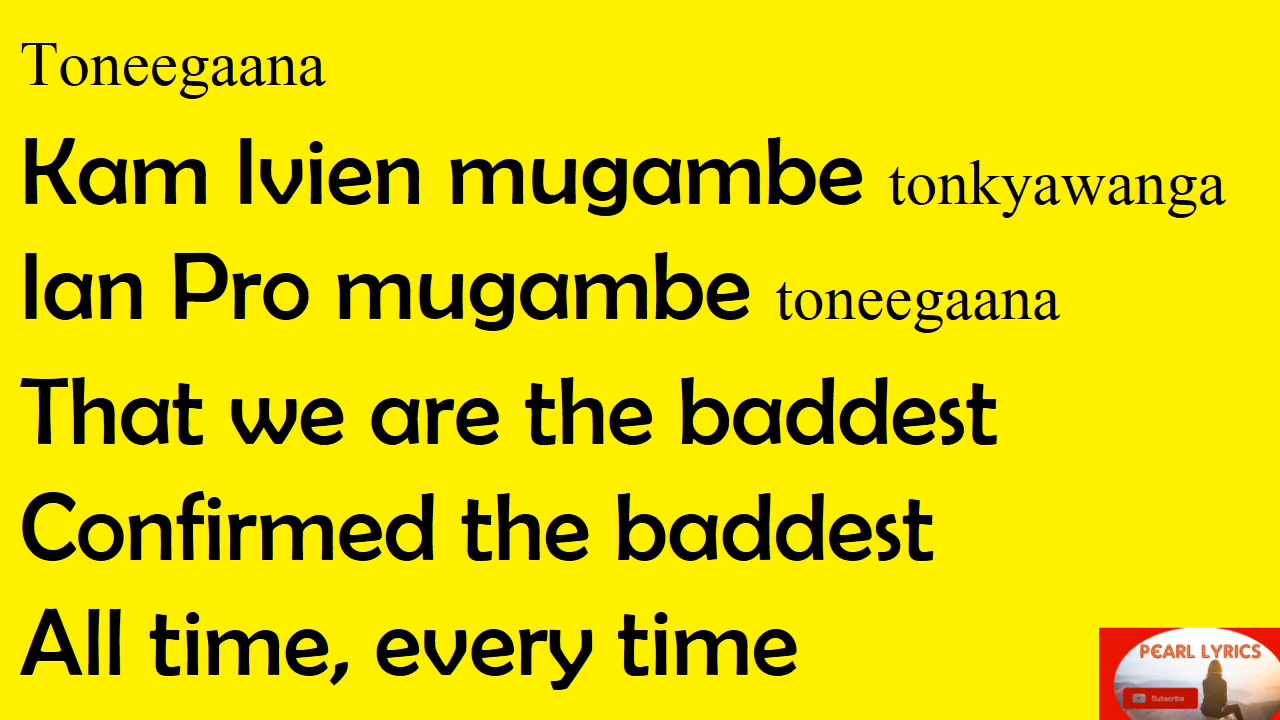 Toneegaana
Kam Ivien mugambe tonkyawanga
Ian Pro mugambe toneegaana
That we are the baddest
Confirmed the baddest
All time, every time
PEARL LYRICS
Subscribe